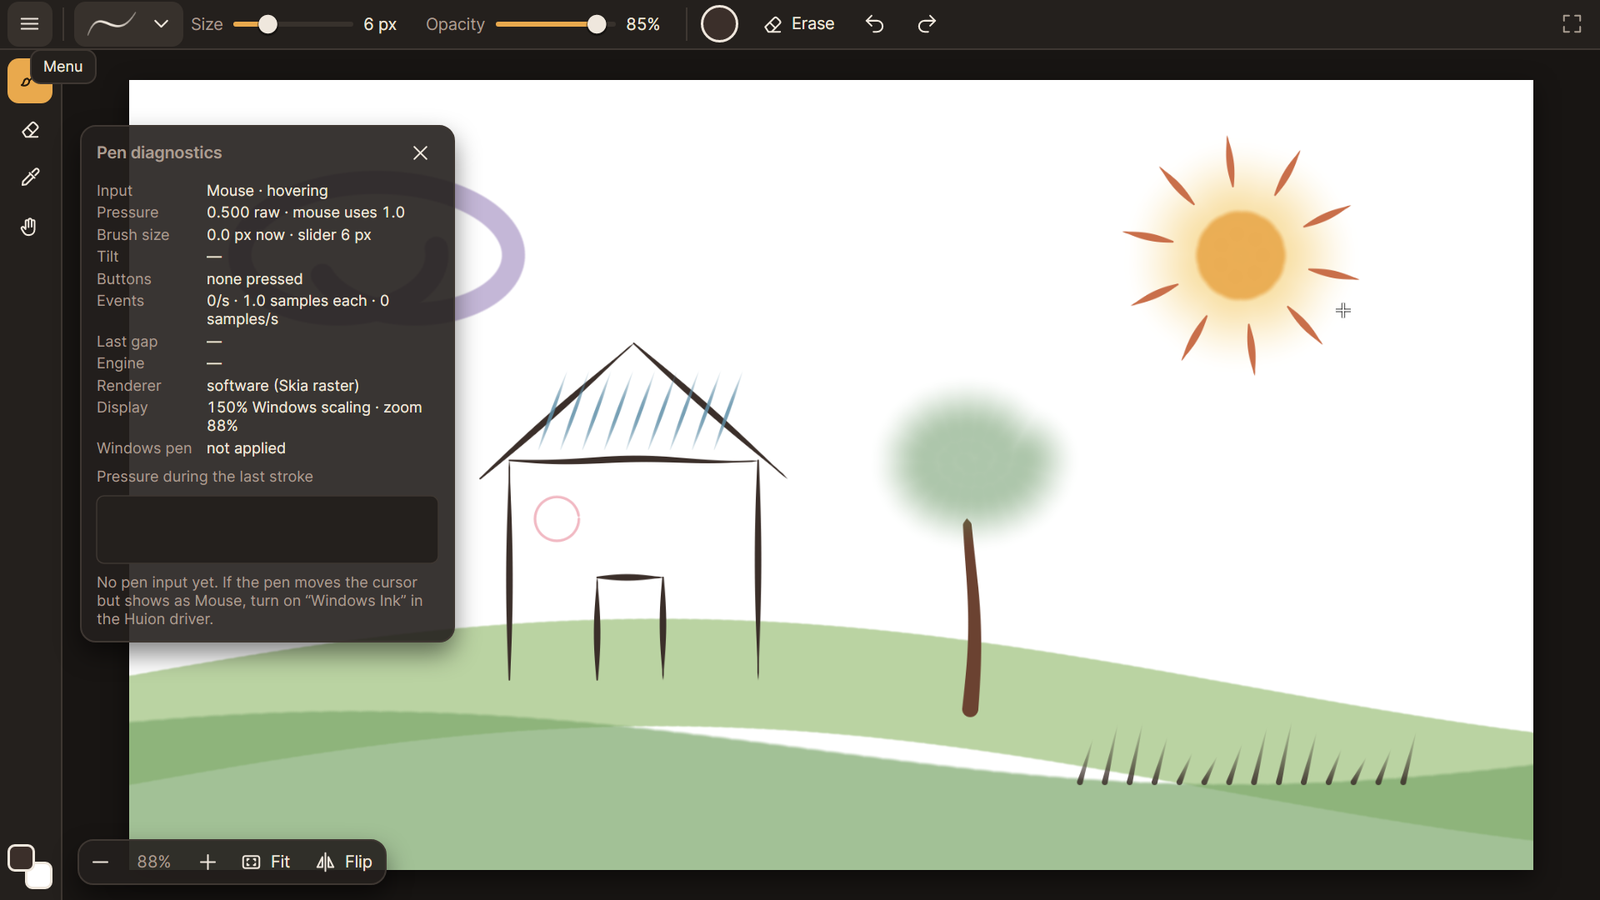 Size
6 px
Opacity
85%
Erase
Menu
Pen diagnostics
Input Mouse · hovering
Pressure 0.500 raw · mouse uses 1.0
Brush size 0.0 px now · slider 6 px
Tilt —
Buttons none pressed
Events 0/s · 1.0 samples each · 0
samples/s
Last gap —
Engine —
Renderer software (Skia raster)
Display 150% Windows scaling · zoom
88%
Windows pen not applied
Pressure during the last stroke
No pen input yet. If the pen moves the cursor
but shows as Mouse, turn on “Windows Ink” in
the Huion driver.
88%
Fit
Flip